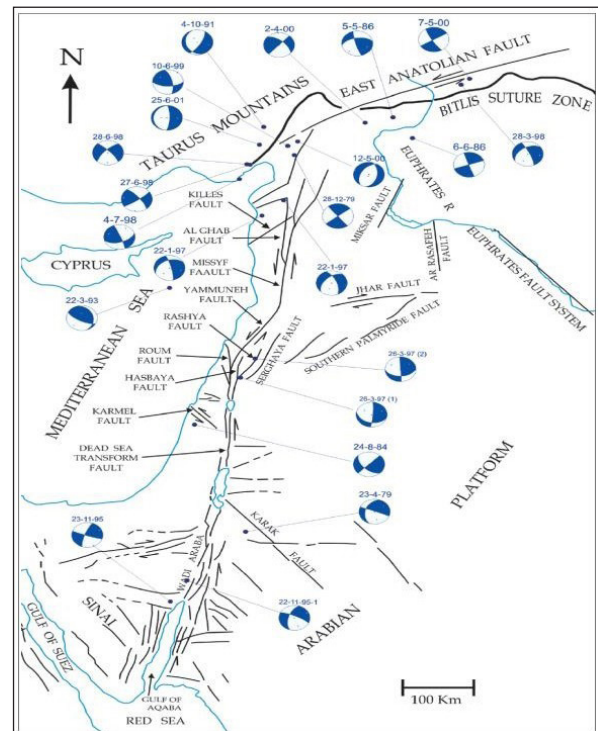 4-10-91
2-4-00
5-5-86
7-5-00
N
10-6-99
25-6-01
TAURUS MOUNTAINS
EAST ANATOLIAN FAULT
BITLIS SUTURE ZONE
28-6-98
27-6-98
4-7-98
12-5-00
28-12-79
6-6-86
28-3-98
EUPHRATES R
KILLES
FAULT
AL GHAB
FAULT
MIKSAR FAULT
AR RASAFEH
FAULT
EUPHRATES FAULT SYSTEM
CYPRUS
22-1-97
22-3-93
MISSYF
FAAULT
22-1-97
YAMMUNEH
FAULT
JHAR FAULT
MEDITERRANEAN SEA
RASHYA
FAULT
SERGHAYA FAULT
SOUTHERN PALMYRIDE FAULT
ROUM
FAULT
HASBAYA
FAULT
26-3-97 (2)
26-3-97 (1)
KARMEL
FAULT
DEAD SEA
TRANSFORM
FAULT
24-8-84
PLATFORM
23-4-79
23-11-95
WADI ARABA
KARAK
FAULT
SINAI
22-11-95-1
ARABIAN
GULF OF SUEZ
GULF OF
AQABA
RED SEA
100 Km